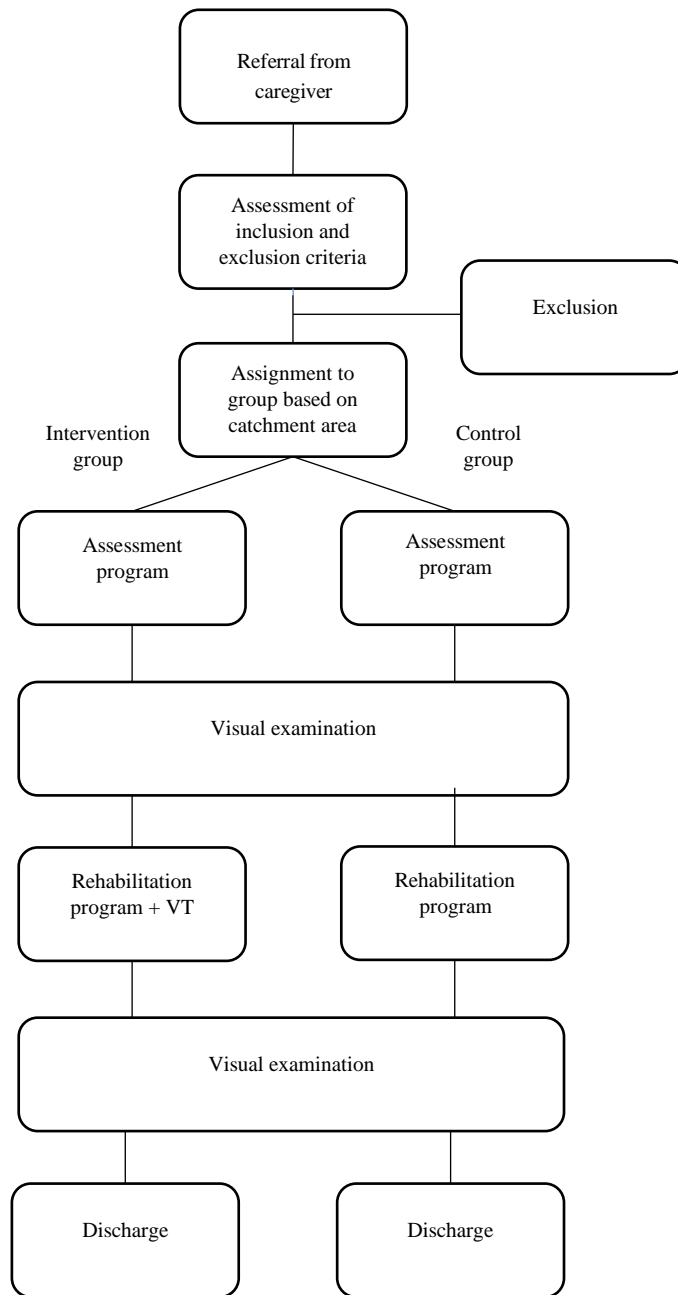 Referral from
caregiver
Assessment of
inclusion and
exclusion criteria
Exclusion
Assignment to
group based on
catchment area
Intervention
group
Control
group
Assessment
program
Assessment
program
Visual examination
Rehabilitation
program + VT
Rehabilitation
program
Visual examination
Discharge
Discharge